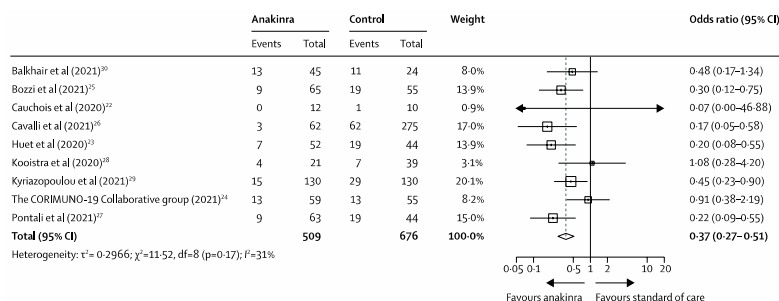 Anakinra Control Weight Odds ratio (95% CI)
Events Total Events Total
Balkhair et al (2021)³⁰ 13 45 11 24 8·0% 0·48 (0·17–1·34)
Bozzi et al (2021)²⁵ 9 65 19 55 13·9% 0·30 (0·12–0·75)
Cauchois et al (2020)²² 0 12 1 10 0·9% 0·07 (0·00–46·88)
Cavalli et al (2021)²⁶ 3 62 62 275 17·0% 0·17 (0·05–0·58)
Huet et al (2020)²³ 7 52 19 44 13·9% 0·20 (0·08–0·55)
Kooistra et al (2020)²⁸ 4 21 7 39 3·1% 1·08 (0·28–4·20)
Kyriazopoulou et al (2021)²⁹ 15 130 29 130 20·1% 0·45 (0·23–0·90)
The CORIMUNO-19 Collaborative group (2021)²⁴ 13 59 13 55 8·2% 0·91 (0·38–2·19)
Pontali et al (2021)²⁷ 9 63 19 44 15·0% 0·22 (0·09–0·55)
Total (95% CI) 509 676 100·0% 0·37 (0·27–0·51)
Heterogeneity: τ²= 0·2966; χ²=11·52, df=8 (p=0·17); I²=31%
0·05 0·1 0·5 1 2 10 20
Favours anakinra Favours standard of care